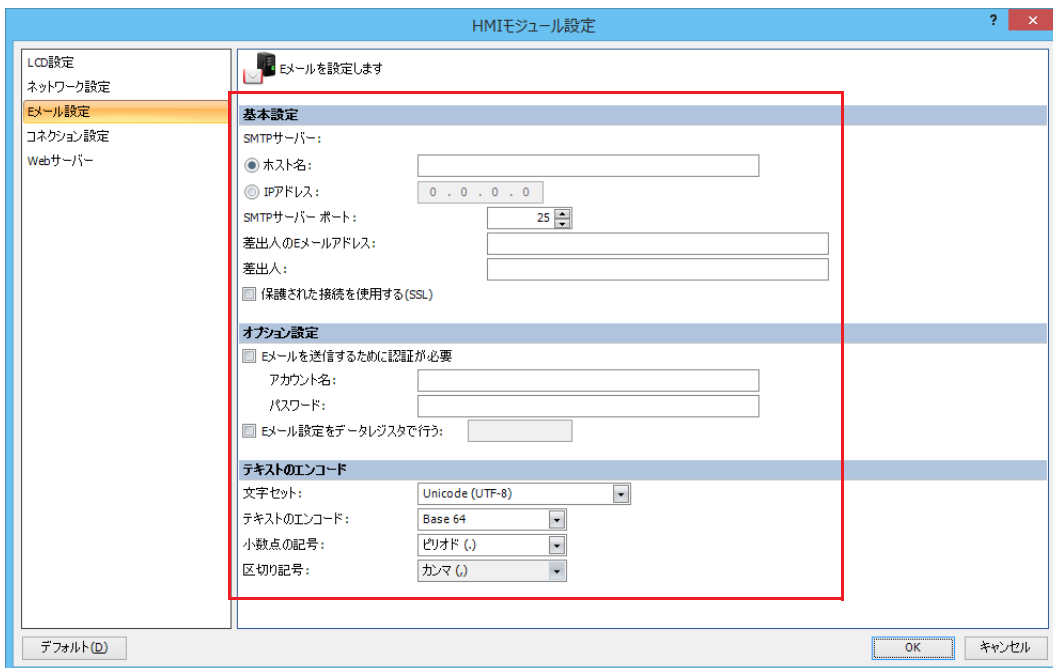 HMIモジュール設定
? ×
LCD設定
ネットワーク設定
Eメール設定
コネクション設定
Webサーバー
Eメールを設定します
基本設定
SMTPサーバー:
ホスト名:
IPアドレス: 0 . 0 . 0 . 0
SMTPサーバー ポート: 25
差出人のEメールアドレス:
差出人:
保護された接続を使用する(SSL)
オプション設定
Eメールを送信するために認証が必要
アカウント名:
パスワード:
Eメール設定をデータレジスタで行う:
テキストのエンコード
文字セット: Unicode (UTF-8)
テキストのエンコード: Base 64
小数点の記号: ピリオド (.)
区切り記号: カンマ (,)
デフォルト(D) OK キャンセル